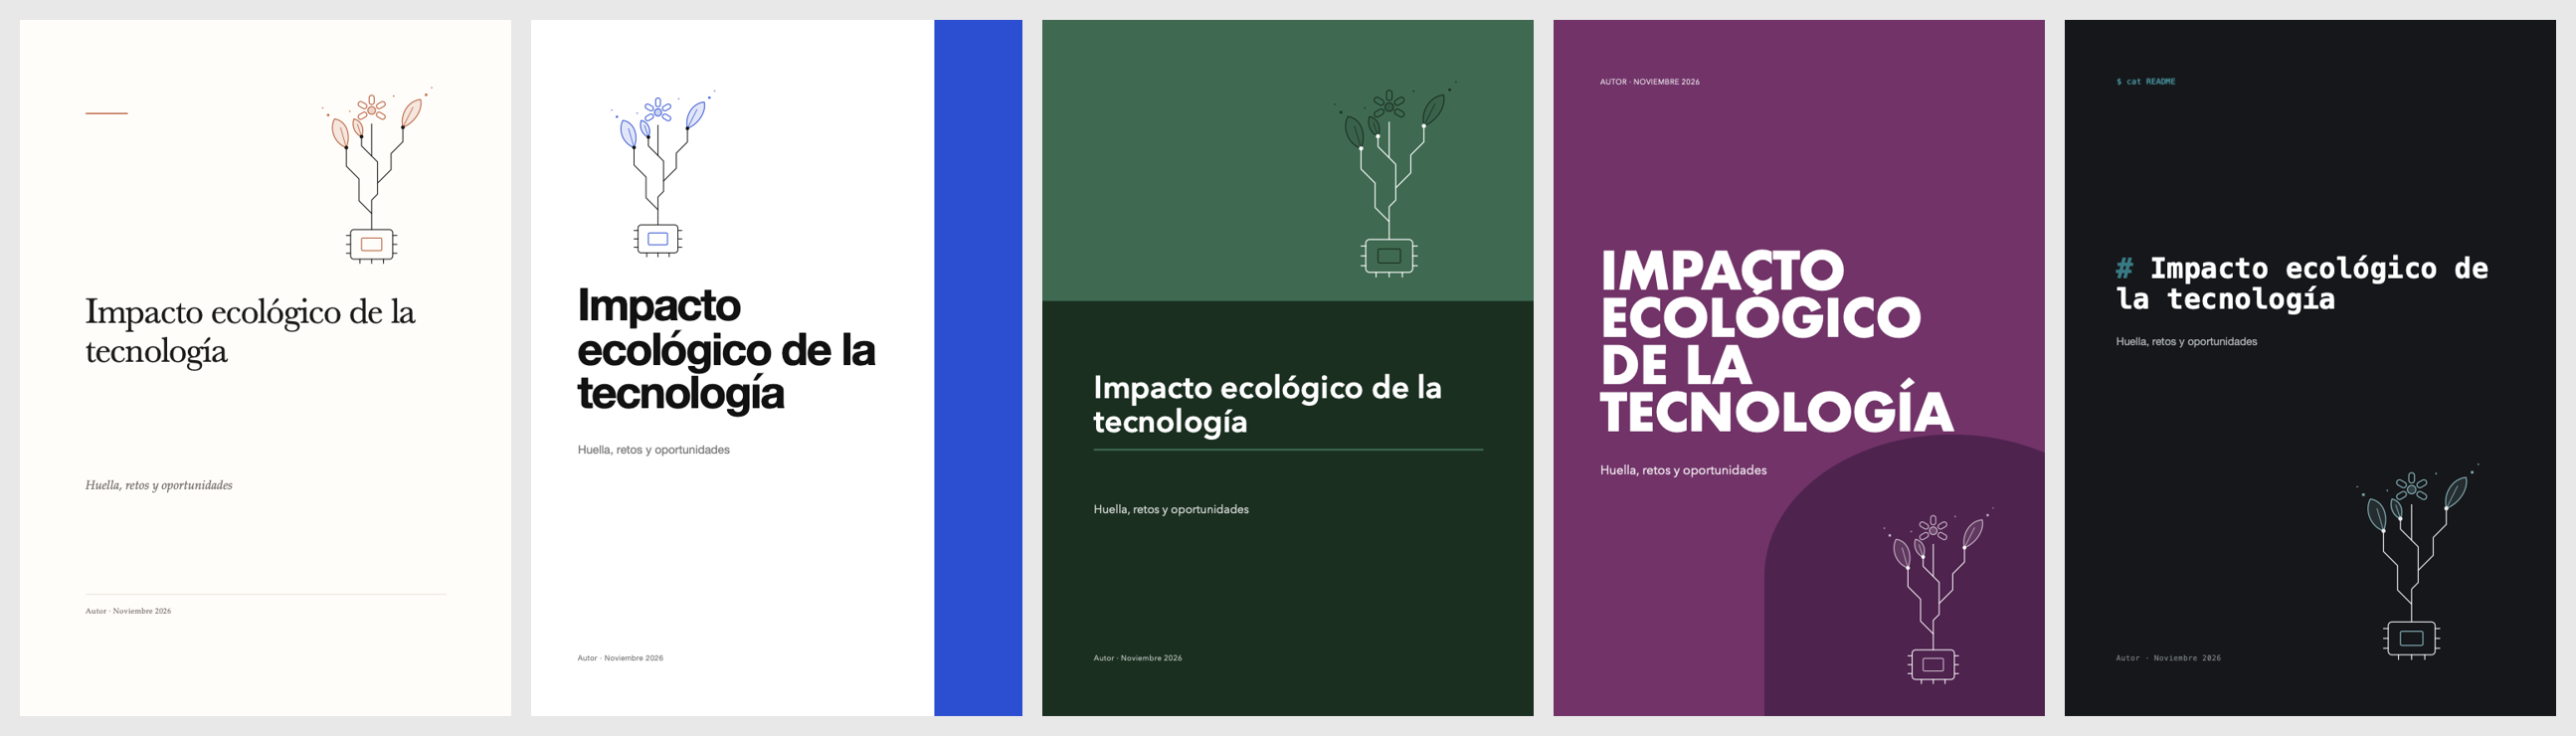 Impacto ecológico de la
tecnología
Huella, retos y oportunidades
Autor · Noviembre 2026
Impacto
ecológico de la
tecnología
Huella, retos y oportunidades
Autor · Noviembre 2026
Impacto ecológico de la
tecnología
Huella, retos y oportunidades
Autor · Noviembre 2026
AUTOR · NOVIEMBRE 2026
IMPACTO
ECOLÓGICO
DE LA
TECNOLOGÍA
Huella, retos y oportunidades
$ cat README
# Impacto ecológico de
la tecnología
Huella, retos y oportunidades
Autor · Noviembre 2026